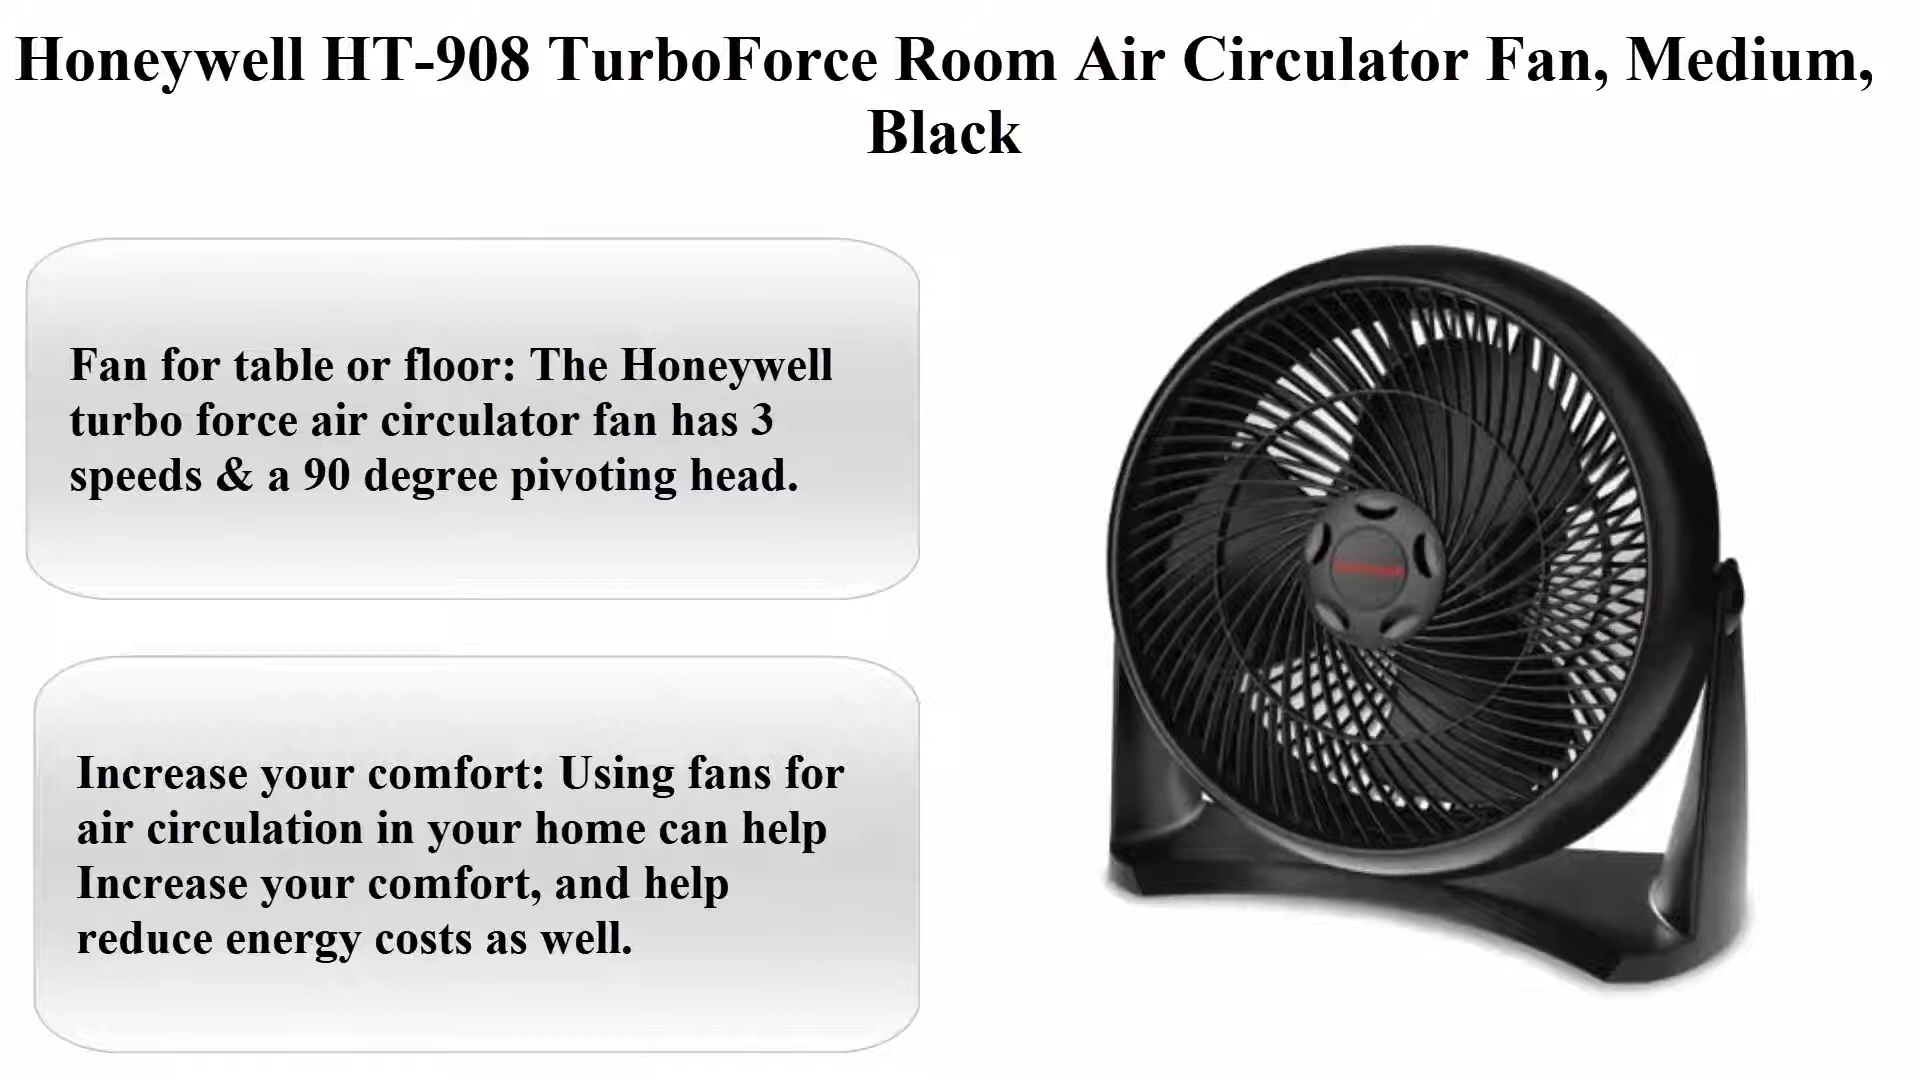 Honeywell HT-908 TurboForce Room Air Circulator Fan, Medium,
Black
Fan for table or floor: The Honeywell
turbo force air circulator fan has 3
speeds & a 90 degree pivoting head.
Increase your comfort: Using fans for
air circulation in your home can help
Increase your comfort, and help
reduce energy costs as well.